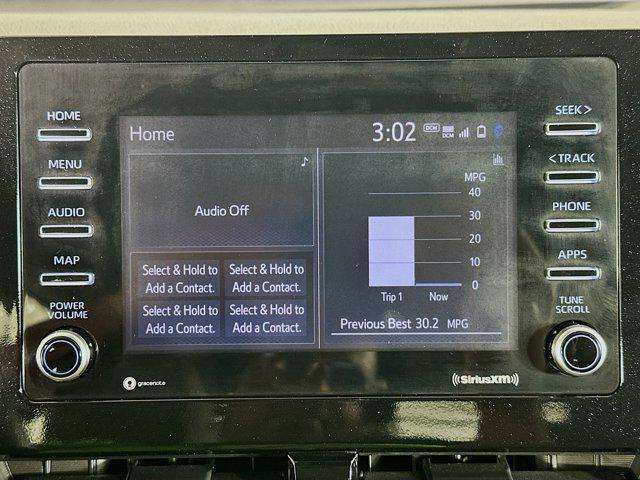 HOME
MENU
AUDIO
MAP
POWER
VOLUME
Home
3:02
DCM
DCM
Audio Off
Select & Hold to
Add a Contact.
Select & Hold to
Add a Contact.
Select & Hold to
Add a Contact.
Select & Hold to
Add a Contact.
MPG
40
30
20
10
0
Trip 1
Now
Previous Best 30.2 MPG
SEEK >
< TRACK
PHONE
APPS
TUNE
SCROLL
gracenote
((SiriusXM))